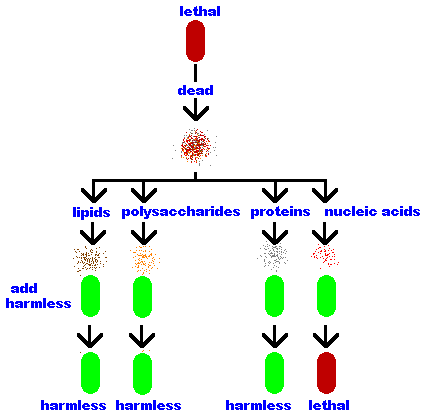 lethal
dead
lipids polysaccharides proteins nucleic acids
add
harmless
harmless harmless harmless lethal